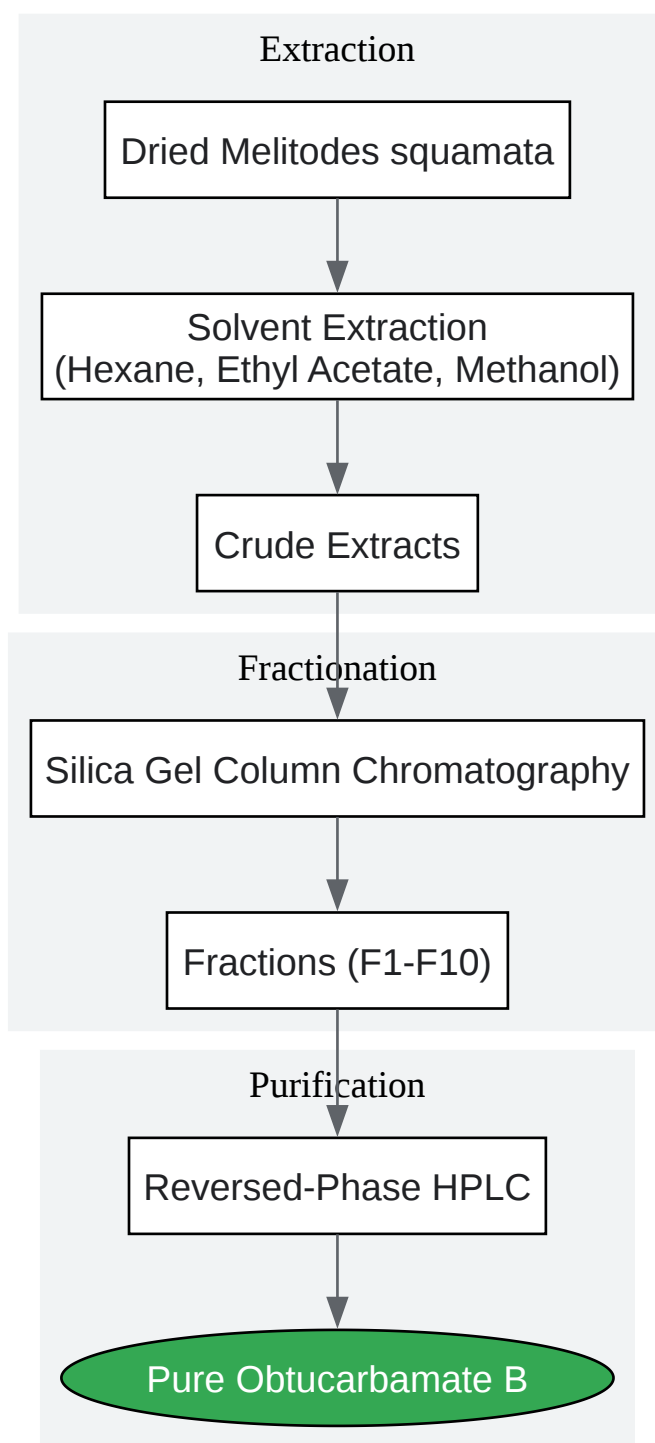 Extraction
Dried Melitodes squamata
Solvent Extraction
(Hexane, Ethyl Acetate, Methanol)
Crude Extracts
Fractionation
Silica Gel Column Chromatography
Fractions (F1-F10)
Purification
Reversed-Phase HPLC
Pure Obtucarbamate B